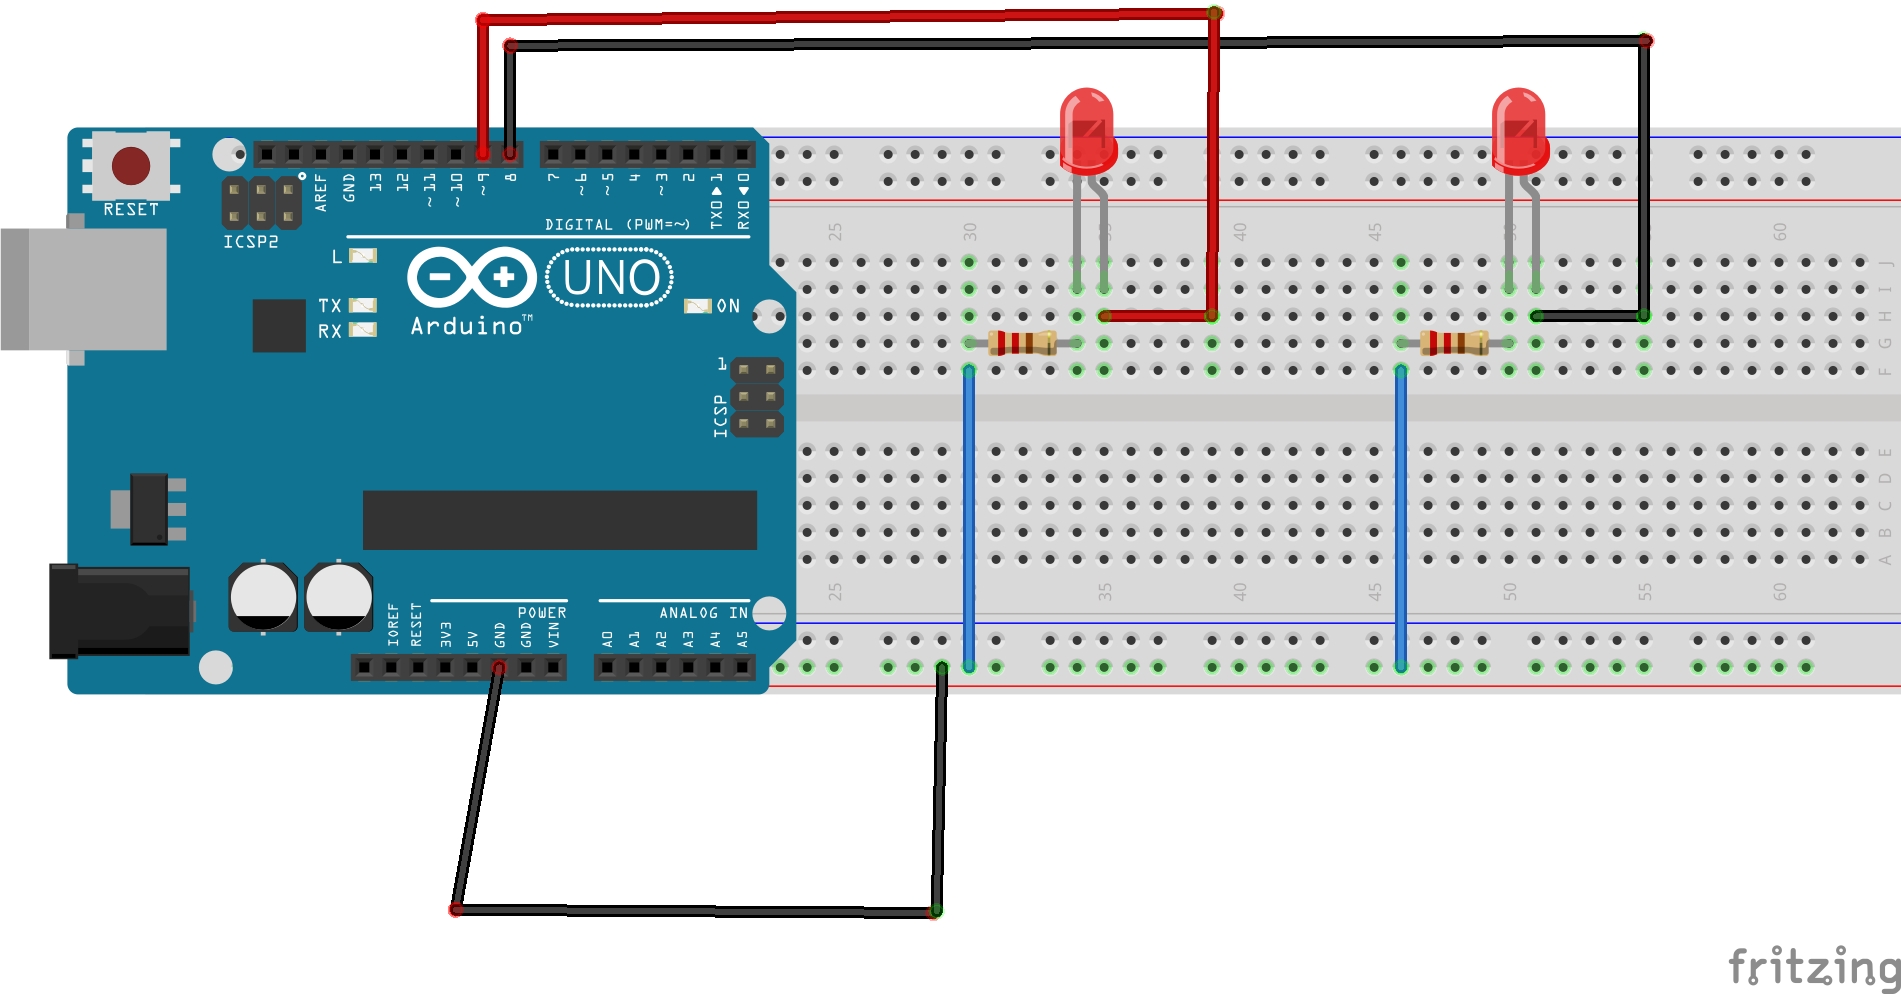 RESET
ICSP2
AREF
GND
13
12
~11
~10
~9
8
7
~6
~5
4
~3
2
TX0▶1
RX0◀0
DIGITAL (PWM=~)
L
TX
RX
UNO
ON
Arduino™
1
ICSP
IOREF
RESET
3V3
5V
GND
GND
VIN
POWER
A0
A1
A2
A3
A4
A5
ANALOG IN
25
30
35
40
45
50
55
60
J
I
H
G
F
E
D
C
B
A
25
30
35
40
45
50
55
60
fritzing